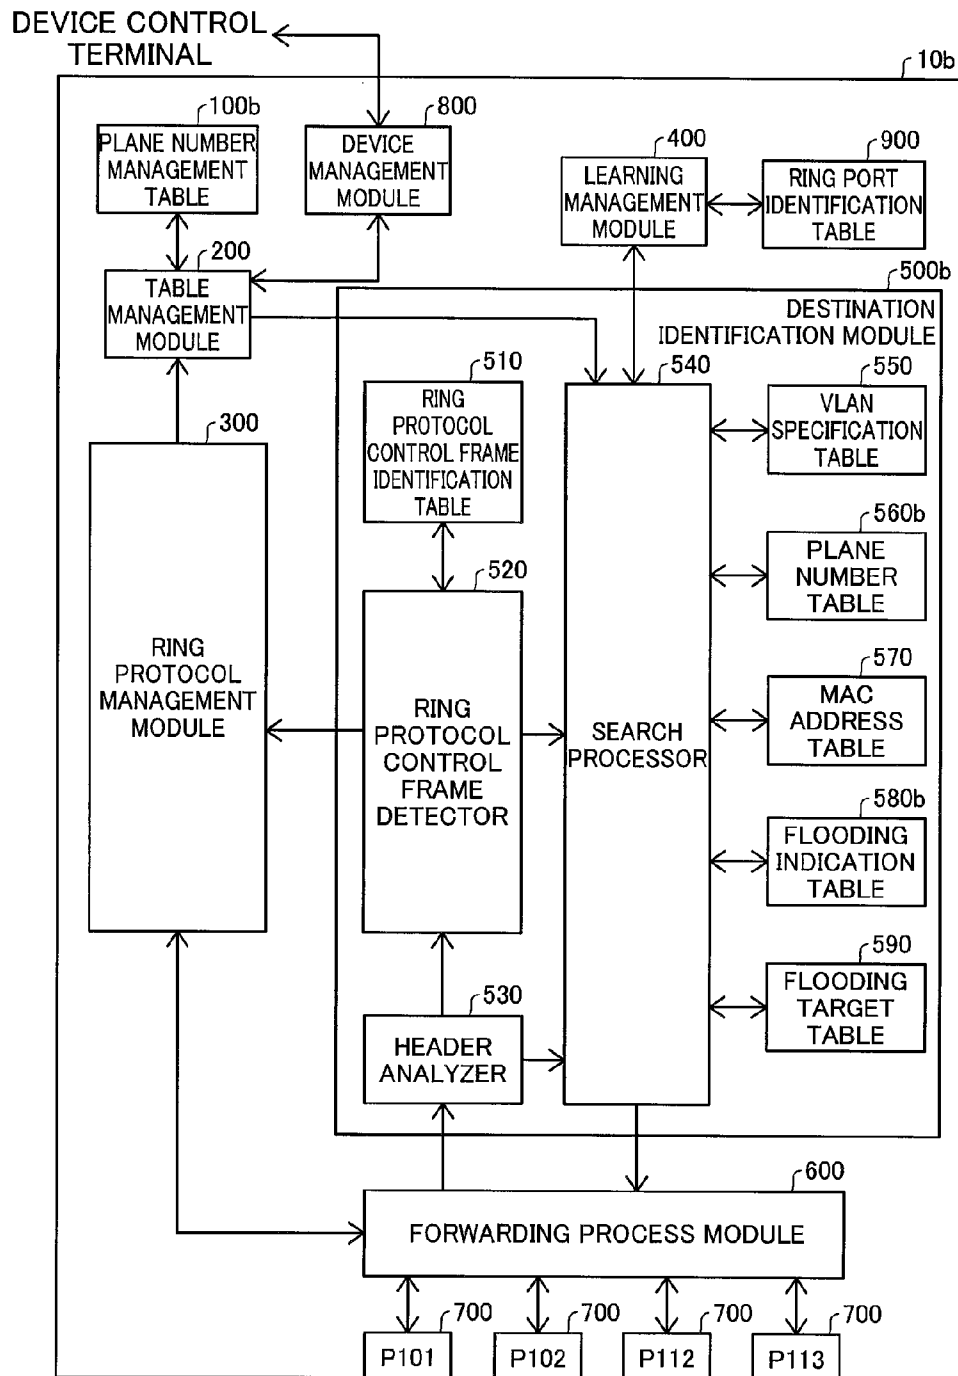 DEVICE CONTROL
TERMINAL
10b
100b
PLANE NUMBER
MANAGEMENT
TABLE
800
DEVICE
MANAGEMENT
MODULE
400
LEARNING
MANAGEMENT
MODULE
900
RING PORT
IDENTIFICATION
TABLE
200
TABLE
MANAGEMENT
MODULE
500b
DESTINATION
IDENTIFICATION MODULE
510
RING
PROTOCOL
CONTROL FRAME
IDENTIFICATION
TABLE
540
SEARCH
PROCESSOR
550
VLAN
SPECIFICATION
TABLE
300
RING
PROTOCOL
MANAGEMENT
MODULE
520
RING
PROTOCOL
CONTROL
FRAME
DETECTOR
560b
PLANE
NUMBER
TABLE
570
MAC
ADDRESS
TABLE
580b
FLOODING
INDICATION
TABLE
590
FLOODING
TARGET
TABLE
530
HEADER
ANALYZER
600
FORWARDING PROCESS MODULE
700
P101
700
P102
700
P112
700
P113